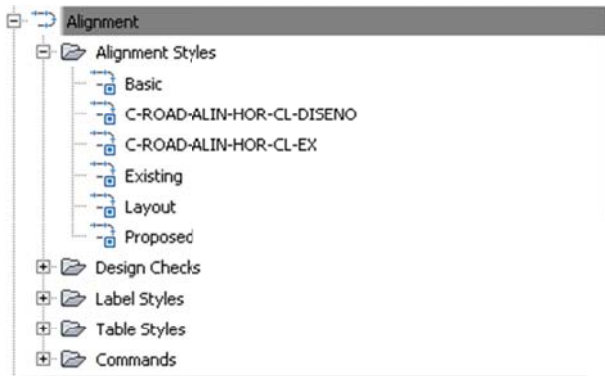 Alignment
Alignment Styles
Basic
C-ROAD-ALIN-HOR-CL-DISENO
C-ROAD-ALIN-HOR-CL-EX
Existing
Layout
Proposed
Design Checks
Label Styles
Table Styles
Commands